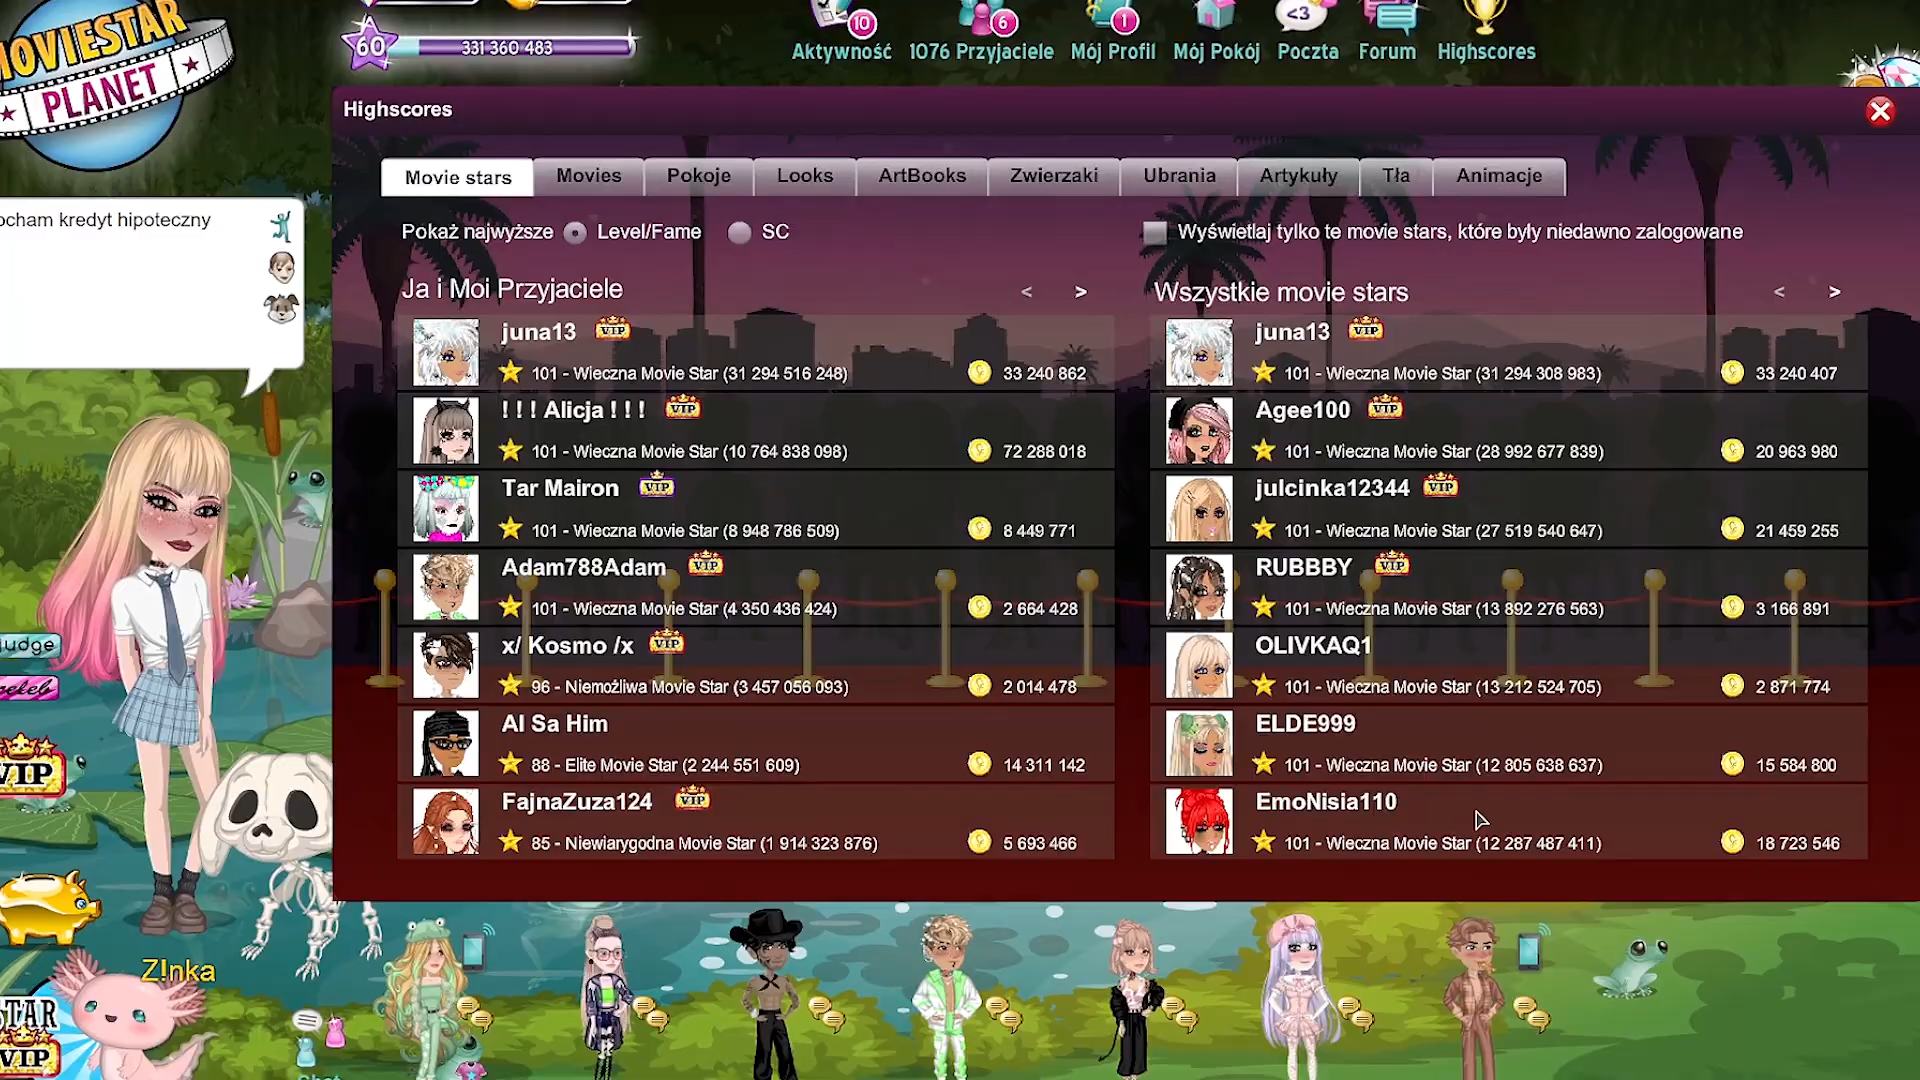 MOVIESTAR
PLANET
60
331 360 483
10
6
1
<3
Aktywność
1076 Przyjaciele
Mój Profil
Mój Pokój
Poczta
Forum
Highscores
Highscores
Movie stars
Movies
Pokoje
Looks
ArtBooks
Zwierzaki
Ubrania
Artykuły
Tła
Animacje
ocham kredyt hipoteczny
Pokaż najwyższe
Level/Fame
SC
Wyświetlaj tylko te movie stars, które były niedawno zalogowane
Ja i Moi Przyjaciele
< >
juna13 VIP
101 - Wieczna Movie Star (31 294 516 248) 33 240 862
! ! ! Alicja ! ! ! VIP
101 - Wieczna Movie Star (10 764 838 098) 72 288 018
Tar Mairon VIP
101 - Wieczna Movie Star (8 948 786 509) 8 449 771
Adam788Adam VIP
101 - Wieczna Movie Star (4 350 436 424) 2 664 428
x/ Kosmo /x VIP
96 - Niemożliwa Movie Star (3 457 056 093) 2 014 478
Al Sa Him
88 - Elite Movie Star (2 244 551 609) 14 311 142
FajnaZuza124 VIP
85 - Niewiarygodna Movie Star (1 914 323 876) 5 693 466
Wszystkie movie stars
< >
juna13 VIP
101 - Wieczna Movie Star (31 294 308 983) 33 240 407
Agee100 VIP
101 - Wieczna Movie Star (28 992 677 839) 20 963 980
julcinka12344 VIP
101 - Wieczna Movie Star (27 519 540 647) 21 459 255
RUBBBY VIP
101 - Wieczna Movie Star (13 892 276 563) 3 166 891
OLIVKAQ1
101 - Wieczna Movie Star (13 212 524 705) 2 871 774
ELDE999
101 - Wieczna Movie Star (12 805 638 637) 15 584 800
EmoNisia110
101 - Wieczna Movie Star (12 287 487 411) 18 723 546
udge
celeb
VIP
Z!nka
STAR
VIP